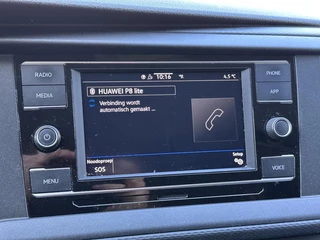 RADIO
MEDIA
MENU
10:16
4.5 °C
HUAWEI P8 lite
Verbinding wordt
automatisch gemaakt ...
Noodoproep
SOS
Setup
PHONE
APP
VOICE